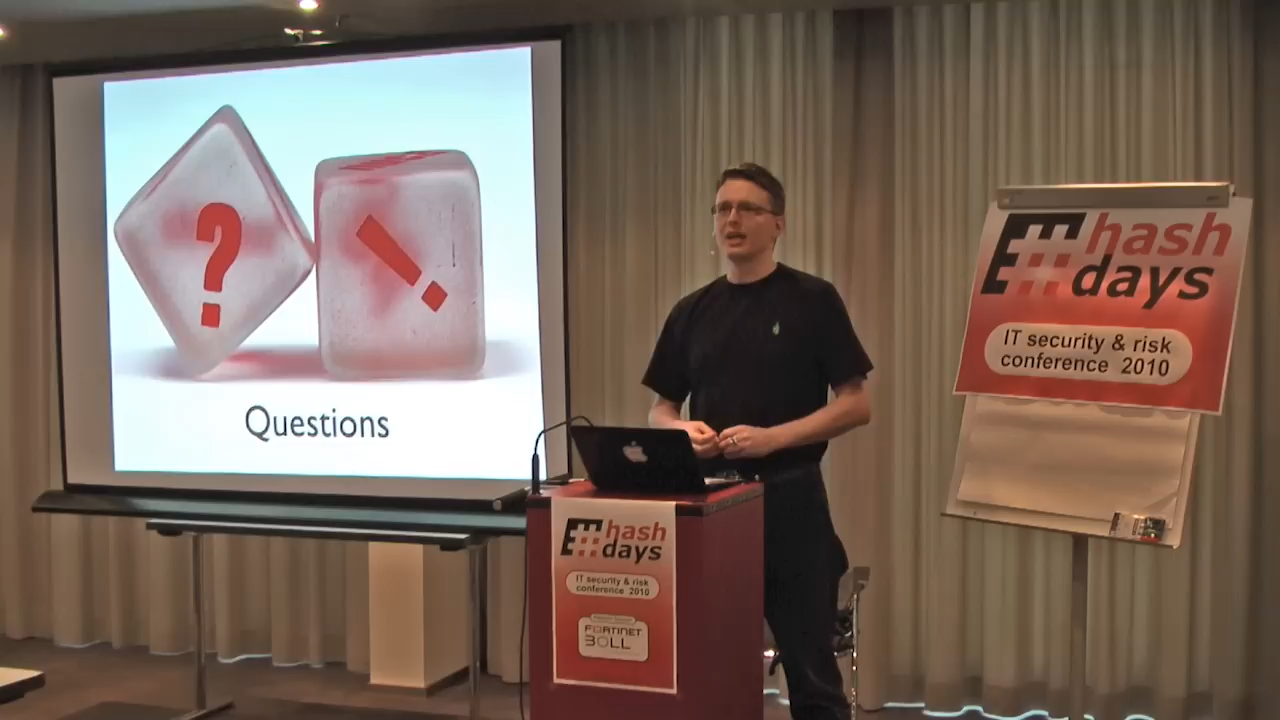 ?
!
Questions
hash
days
IT security & risk
conference 2010
hash
days
IT security & risk
conference 2010
FORTINET
BOLL